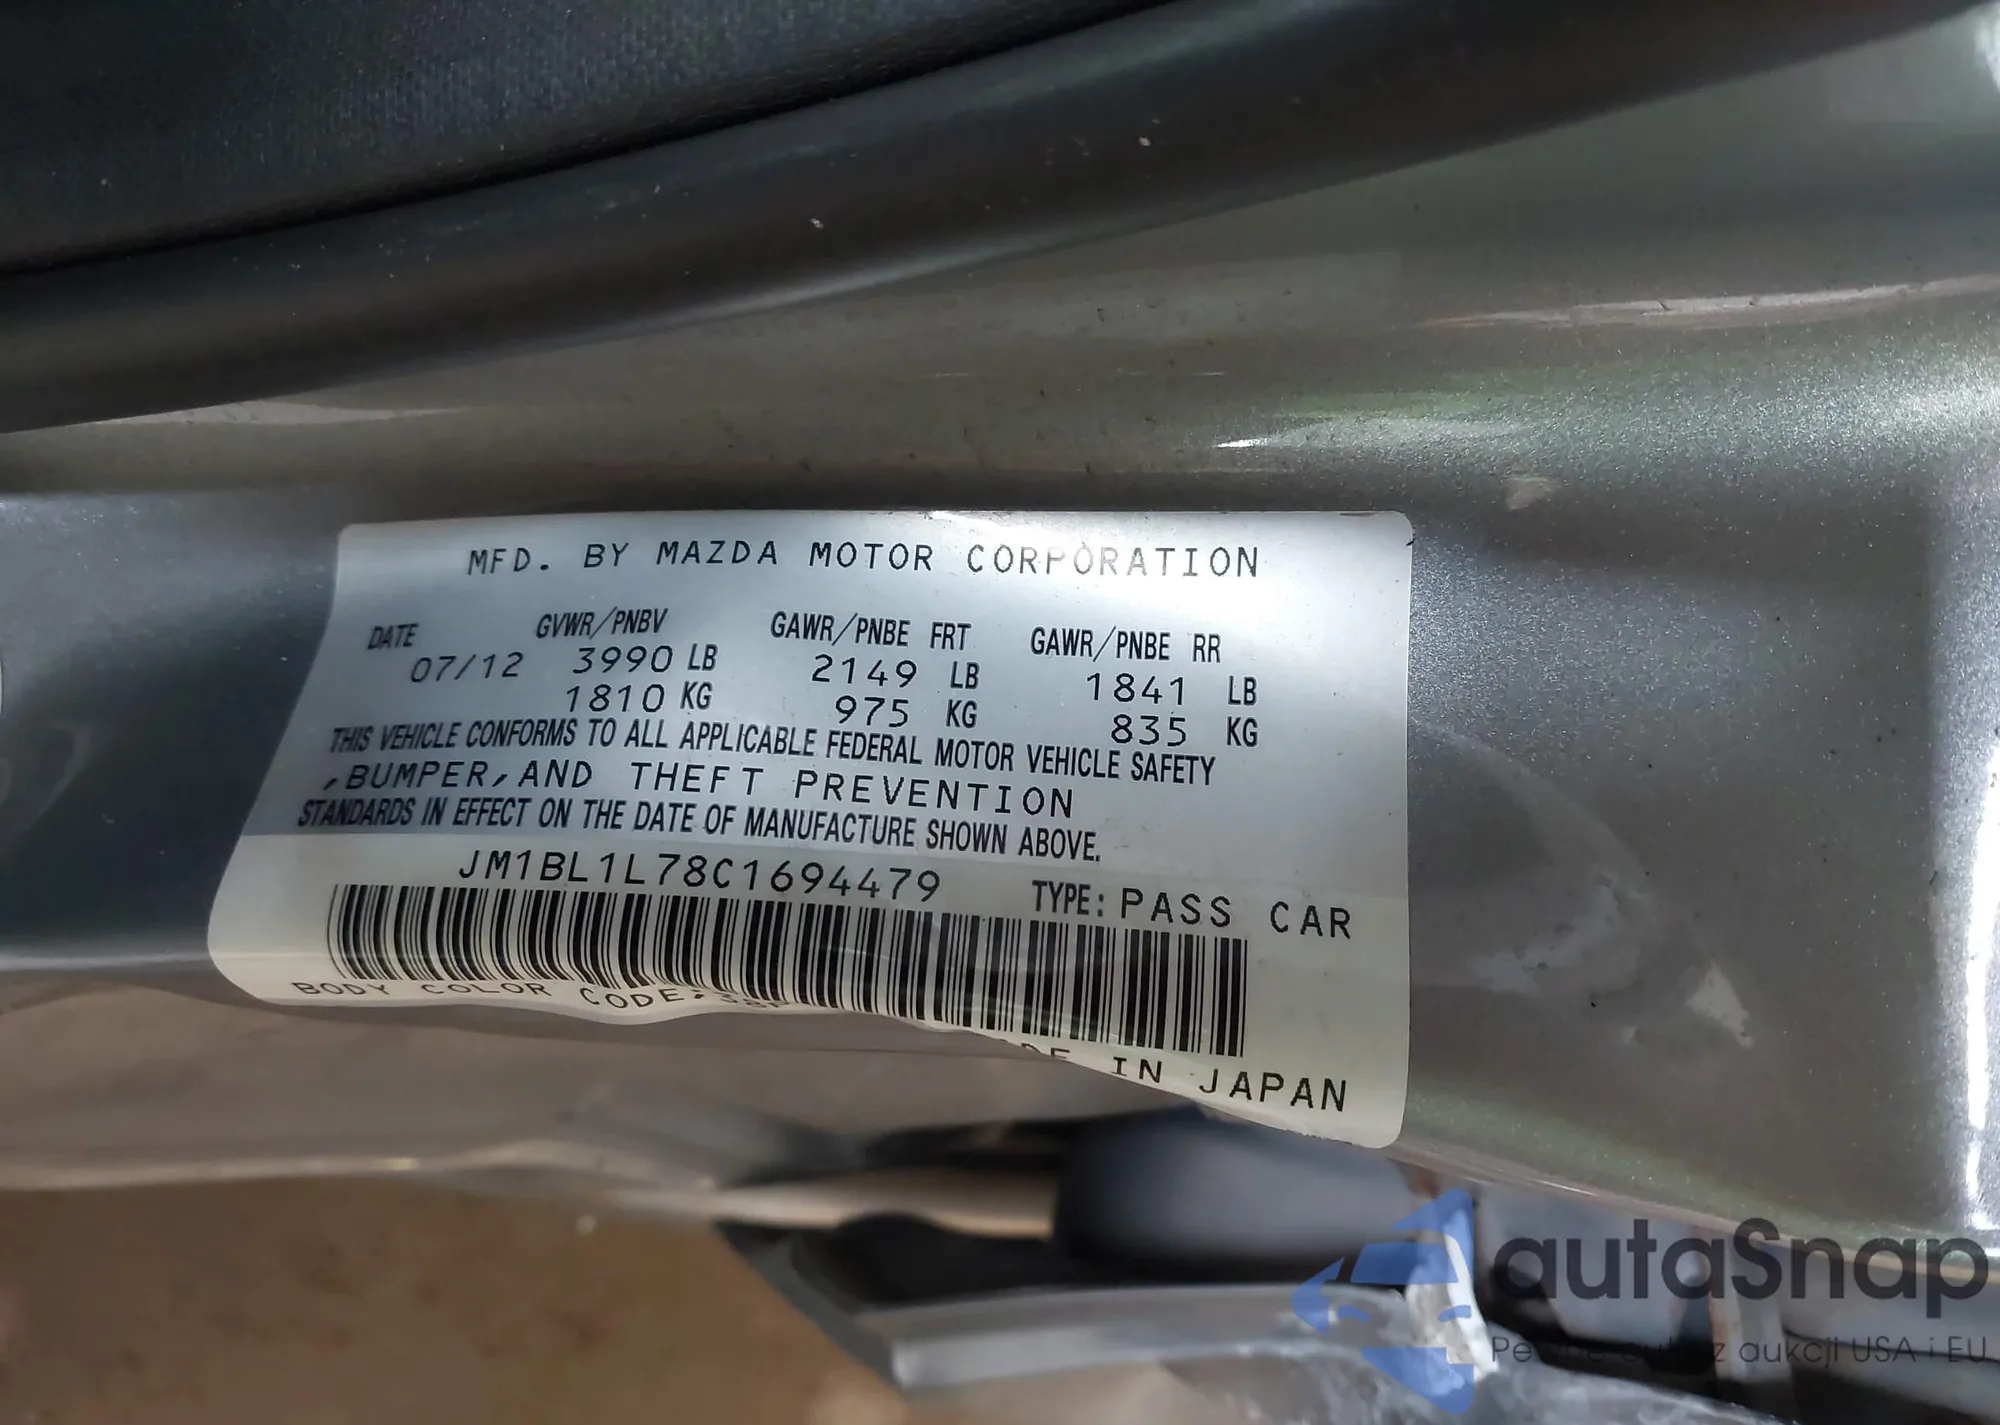 MFD. BY MAZDA MOTOR CORPORATION
DATE GVWR/PNBV GAWR/PNBE FRT GAWR/PNBE RR
07/12 3990 LB 2149 LB 1841 LB
1810 KG 975 KG 835 KG
THIS VEHICLE CONFORMS TO ALL APPLICABLE FEDERAL MOTOR VEHICLE SAFETY
,BUMPER,AND THEFT PREVENTION
STANDARDS IN EFFECT ON THE DATE OF MANUFACTURE SHOWN ABOVE.
JM1BL1L78C1694479 TYPE: PASS CAR
BODY COLOR CODE:
IN JAPAN
autaSnap
z aukcji USA i EU